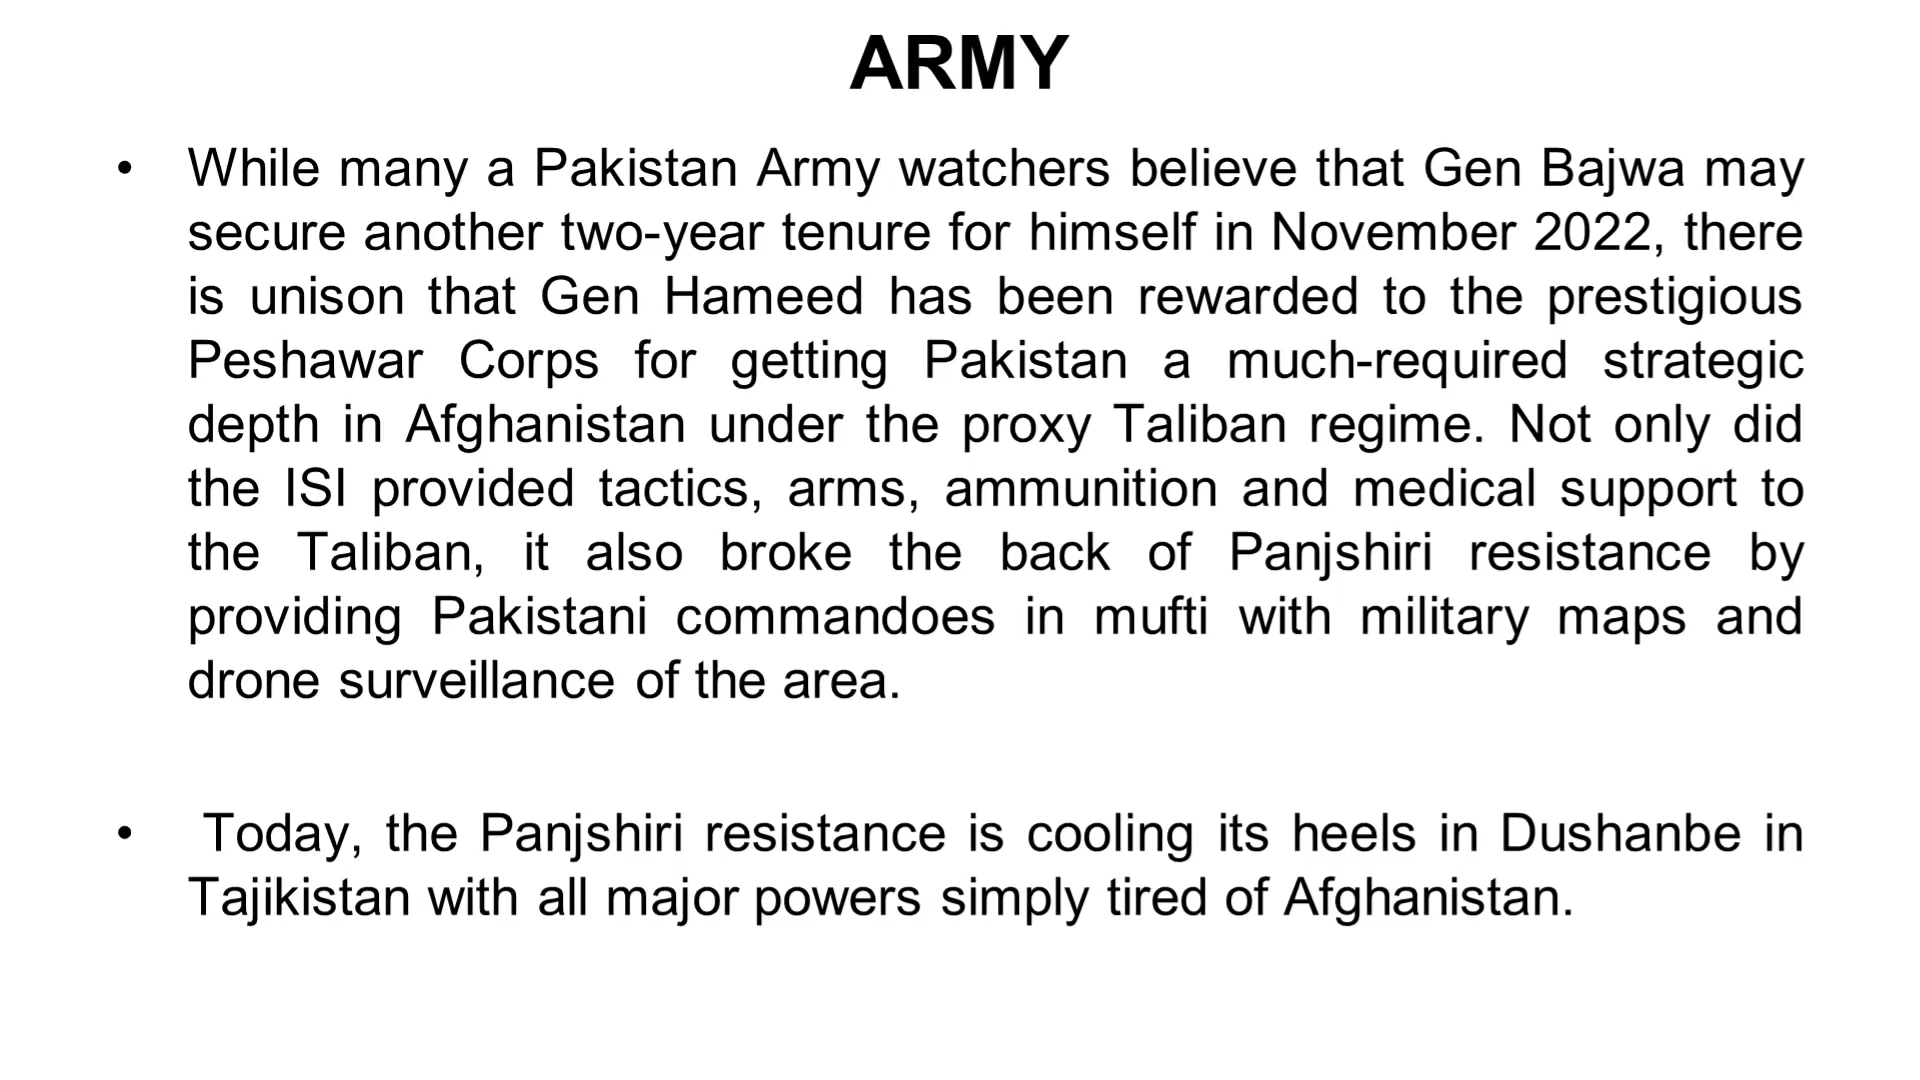 ARMY
• While many a Pakistan Army watchers believe that Gen Bajwa may
secure another two-year tenure for himself in November 2022, there
is unison that Gen Hameed has been rewarded to the prestigious
Peshawar Corps for getting Pakistan a much-required strategic
depth in Afghanistan under the proxy Taliban regime. Not only did
the ISI provided tactics, arms, ammunition and medical support to
the Taliban, it also broke the back of Panjshiri resistance by
providing Pakistani commandoes in mufti with military maps and
drone surveillance of the area.
• Today, the Panjshiri resistance is cooling its heels in Dushanbe in
Tajikistan with all major powers simply tired of Afghanistan.